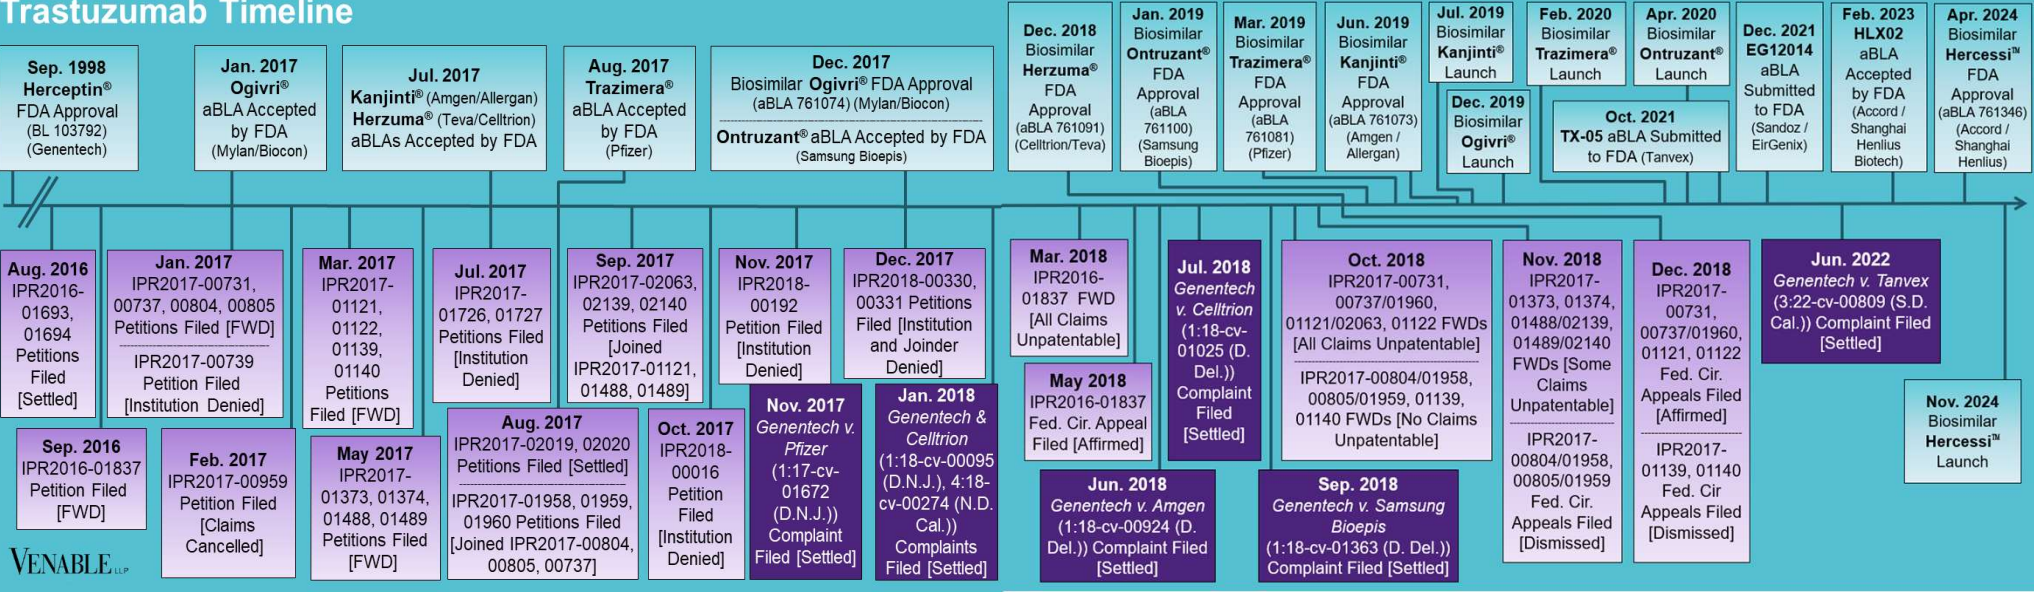 Trastuzumab Timeline
Sep. 1998
Herceptin®
FDA Approval
(BL 103792)
(Genentech)
Jan. 2017
Ogivri®
aBLA Accepted
by FDA
(Mylan/Biocon)
Jul. 2017
Kanjinti® (Amgen/Allergan)
Herzuma® (Teva/Celltrion)
aBLAs Accepted by FDA
Aug. 2017
Trazimera®
aBLA Accepted
by FDA
(Pfizer)
Dec. 2017
Biosimilar Ogivri® FDA Approval
(aBLA 761074) (Mylan/Biocon)
Ontruzant® aBLA Accepted by FDA
(Samsung Bioepis)
Dec. 2018
Biosimilar
Herzuma®
FDA
Approval
(aBLA 761091)
(Celltrion/Teva)
Jan. 2019
Biosimilar
Ontruzant®
FDA
Approval
(aBLA
761100)
(Samsung
Bioepis)
Mar. 2019
Biosimilar
Trazimera®
FDA
Approval
(aBLA
761081)
(Pfizer)
Jun. 2019
Biosimilar
Kanjinti®
FDA
Approval
(aBLA 761073)
(Amgen /
Allergan)
Jul. 2019
Biosimilar
Kanjinti®
Launch
Dec. 2019
Biosimilar
Ogivri®
Launch
Feb. 2020
Biosimilar
Trazimera®
Launch
Apr. 2020
Biosimilar
Ontruzant®
Launch
Oct. 2021
TX-05 aBLA Submitted
to FDA (Tanvex)
Dec. 2021
EG12014
aBLA
Submitted
to FDA
(Sandoz /
EirGenix)
Feb. 2023
HLX02
aBLA
Accepted
by FDA
(Accord /
Shanghai
Henlius
Biotech)
Apr. 2024
Biosimilar
Hercessi™
FDA
Approval
(aBLA 761346)
(Accord /
Shanghai
Henlius)
Aug. 2016
IPR2016-
01693,
01694
Petitions
Filed
[Settled]
Sep. 2016
IPR2016-01837
Petition Filed
[FWD]
Jan. 2017
IPR2017-00731,
00737, 00804, 00805
Petitions Filed [FWD]
IPR2017-00739
Petition Filed
[Institution Denied]
Feb. 2017
IPR2017-00959
Petition Filed
[Claims
Cancelled]
Mar. 2017
IPR2017-
01121,
01122,
01139,
01140
Petitions
Filed [FWD]
May 2017
IPR2017-
01373, 01374,
01488, 01489
Petitions Filed
[FWD]
Jul. 2017
IPR2017-
01726, 01727
Petitions Filed
[Institution
Denied]
Aug. 2017
IPR2017-02019, 02020
Petitions Filed [Settled]
IPR2017-01958, 01959,
01960 Petitions Filed
[Joined IPR2017-00804,
00805, 00737]
Sep. 2017
IPR2017-02063,
02139, 02140
Petitions Filed
[Joined
IPR2017-01121,
01488, 01489]
Oct. 2017
IPR2018-
00016
Petition
Filed
[Institution
Denied]
Nov. 2017
IPR2018-
00192
Petition Filed
[Institution
Denied]
Nov. 2017
Genentech v.
Pfizer
(1:17-cv-
01672
(D.N.J.))
Complaint
Filed [Settled]
Dec. 2017
IPR2018-00330,
00331 Petitions
Filed [Institution
and Joinder
Denied]
Jan. 2018
Genentech &
Celltrion
(1:18-cv-00095
(D.N.J.), 4:18-
cv-00274 (N.D.
Cal.))
Complaints
Filed [Settled]
Mar. 2018
IPR2016-
01837 FWD
[All Claims
Unpatentable]
May 2018
IPR2016-01837
Fed. Cir. Appeal
Filed [Affirmed]
Jun. 2018
Genentech v. Amgen
(1:18-cv-00924 (D.
Del.)) Complaint Filed
[Settled]
Jul. 2018
Genentech
v. Celltrion
(1:18-cv-
01025 (D.
Del.))
Complaint
Filed
[Settled]
Sep. 2018
Genentech v. Samsung
Bioepis
(1:18-cv-01363 (D. Del.))
Complaint Filed [Settled]
Oct. 2018
IPR2017-00731,
00737/01960,
01121/02063, 01122 FWDs
[All Claims Unpatentable]
IPR2017-00804/01958,
00805/01959, 01139,
01140 FWDs [No Claims
Unpatentable]
Nov. 2018
IPR2017-
01373, 01374,
01488/02139,
01489/02140
FWDs [Some
Claims
Unpatentable]
IPR2017-
00804/01958,
00805/01959
Fed. Cir.
Appeals Filed
[Dismissed]
Dec. 2018
IPR2017-
00731,
00737/01960,
01121, 01122
Fed. Cir.
Appeals Filed
[Affirmed]
IPR2017-
01139, 01140
Fed. Cir
Appeals Filed
[Dismissed]
Jun. 2022
Genentech v. Tanvex
(3:22-cv-00809 (S.D.
Cal.)) Complaint Filed
[Settled]
Nov. 2024
Biosimilar
Hercessi™
Launch
VENABLE LLP